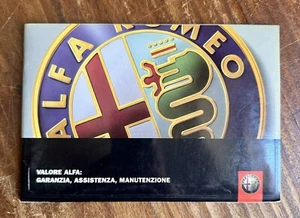 ALFA ROMEO
VALORE ALFA:
GARANZIA, ASSISTENZA, MANUTENZIONE